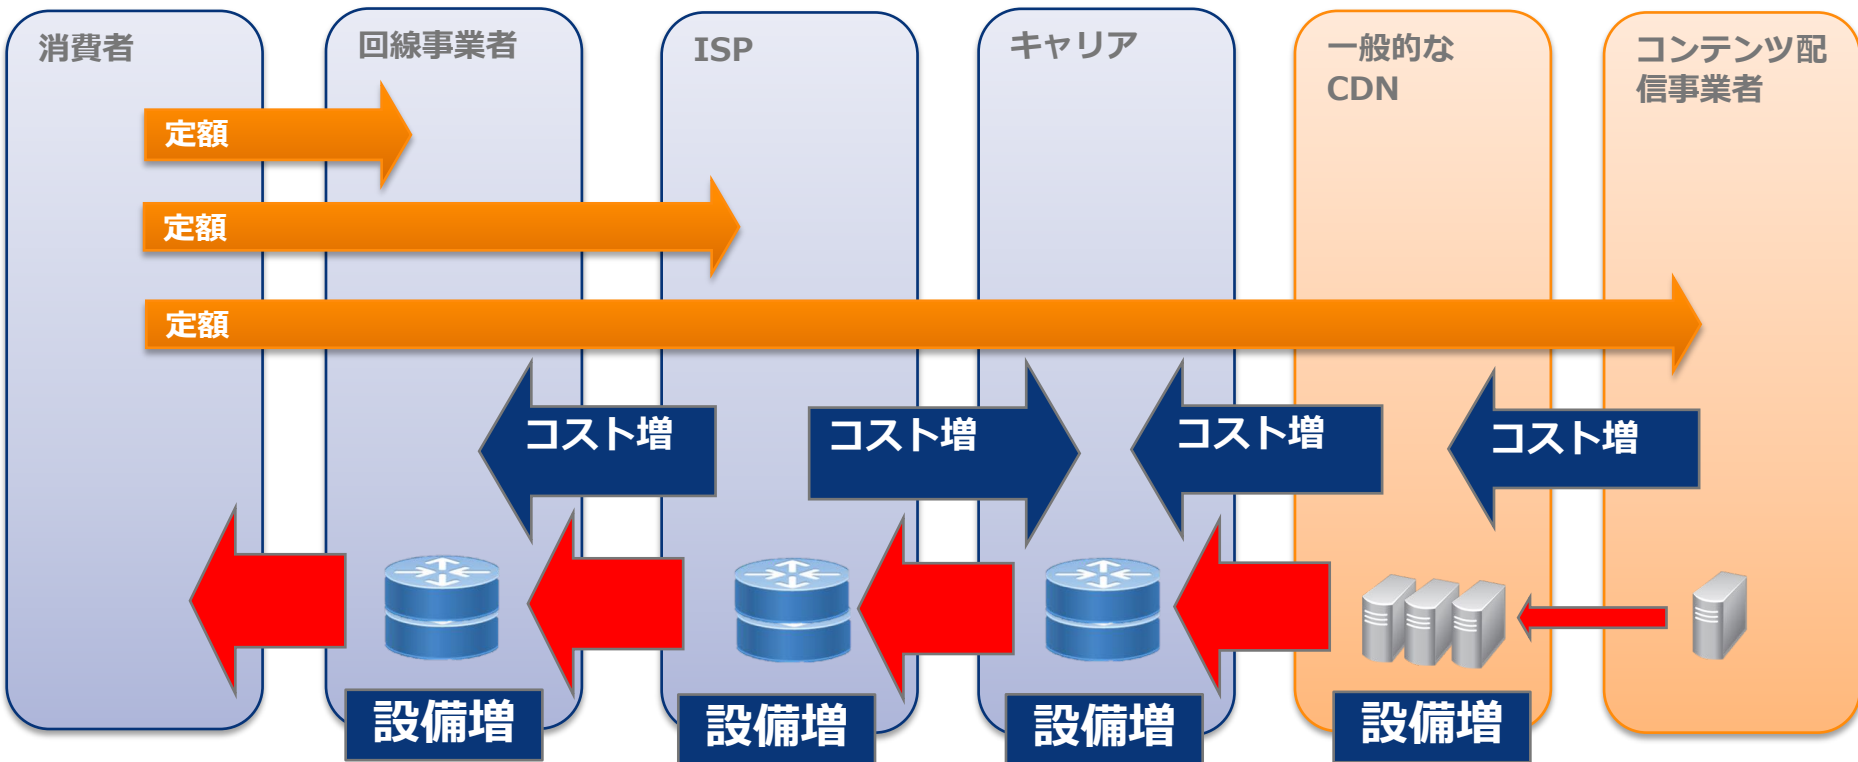 消費者
回線事業者
ISP
キャリア
一般的な
CDN
コンテンツ配
信事業者
定額
定額
定額
コスト増
コスト増
コスト増
コスト増
設備増
設備増
設備増
設備増